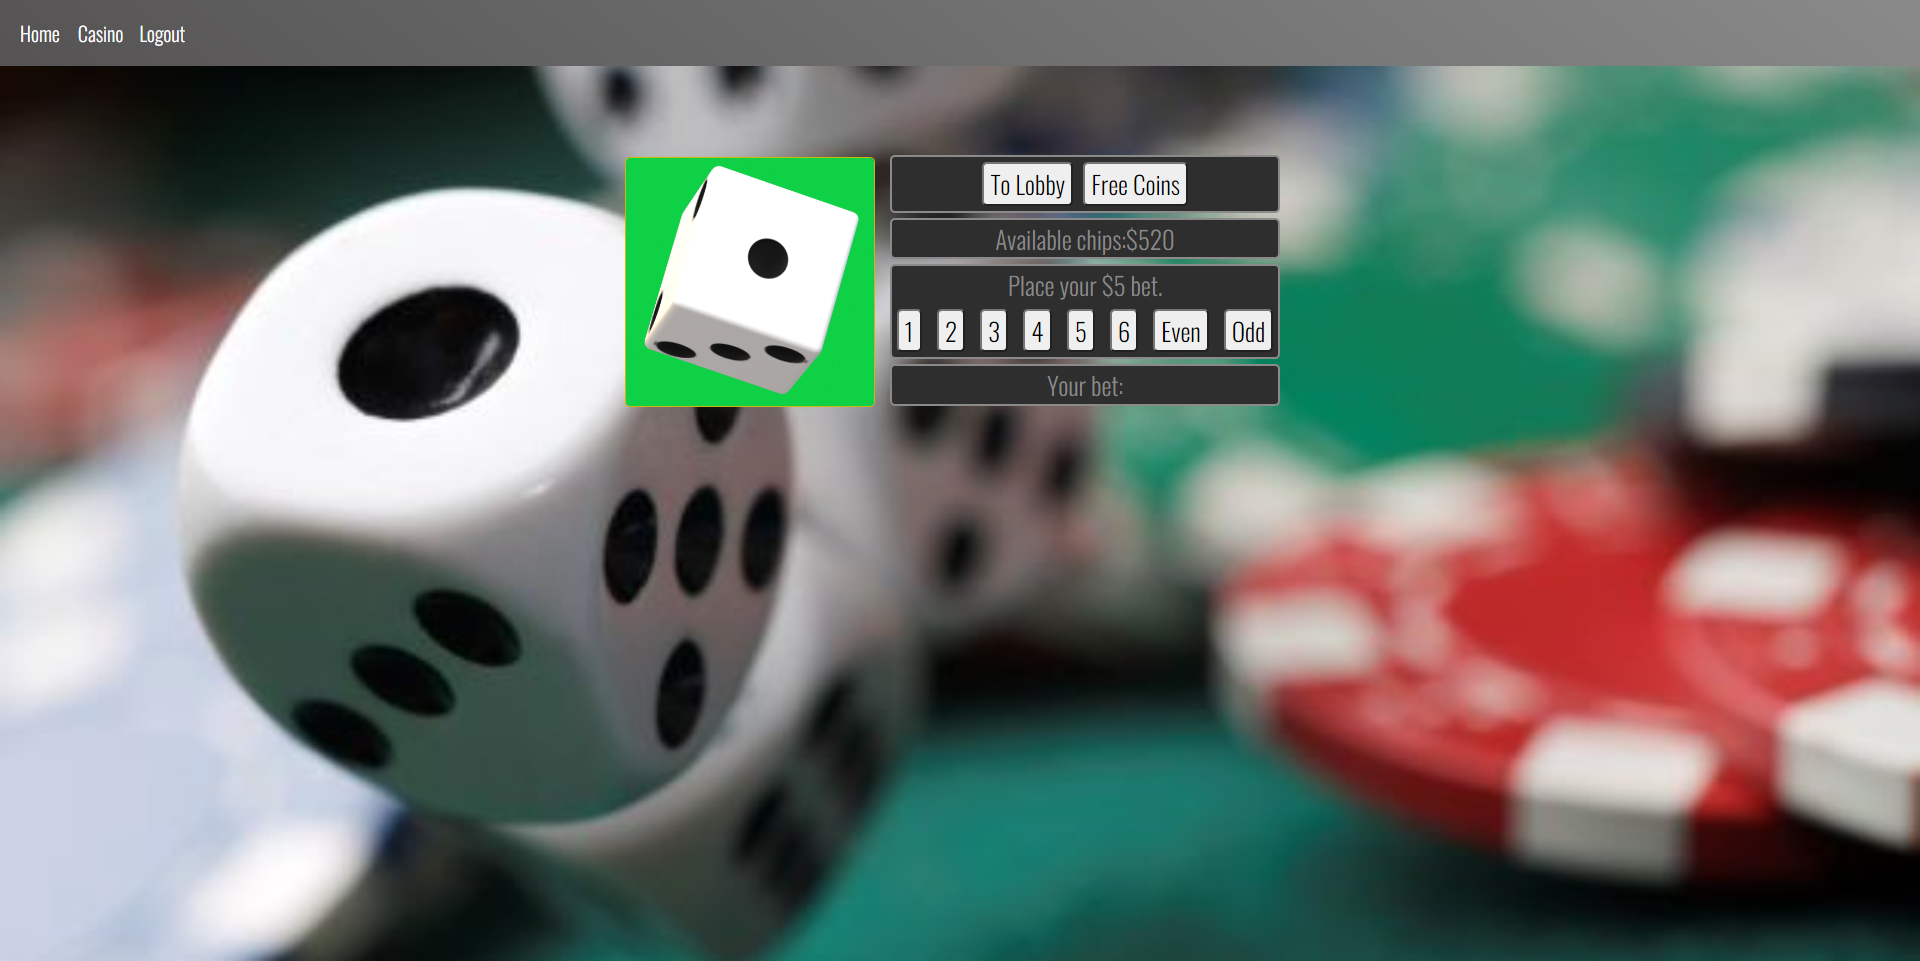 Home Casino Logout
To Lobby Free Coins
Available chips:$520
Place your $5 bet.
1 2 3 4 5 6 Even Odd
Your bet: